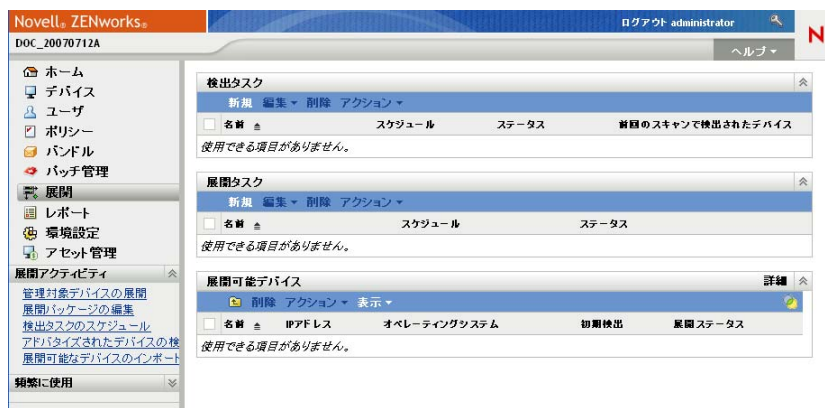 Novell® ZENworks®
ログアウト administrator
N
DOC_20070712A
ヘルプ
ホーム
デバイス
ユーザ
ポリシー
バンドル
パッチ管理
展開
レポート
環境設定
アセット管理
展開アクティビティ
管理対象デバイスの展開
展開パッケージの編集
検出タスクのスケジュール
アドバタイズされたデバイスの検
展開可能なデバイスのインポート
頻繁に使用
検出タスク
新規 編集 削除 アクション
名前 スケジュール ステータス 前回のスキャンで検出されたデバイス
使用できる項目がありません。
展開タスク
新規 編集 削除 アクション
名前 スケジュール ステータス
使用できる項目がありません。
展開可能デバイス 詳細
削除 アクション 表示
名前 IPアドレス オペレーティングシステム 初期検出 展開ステータス
使用できる項目がありません。